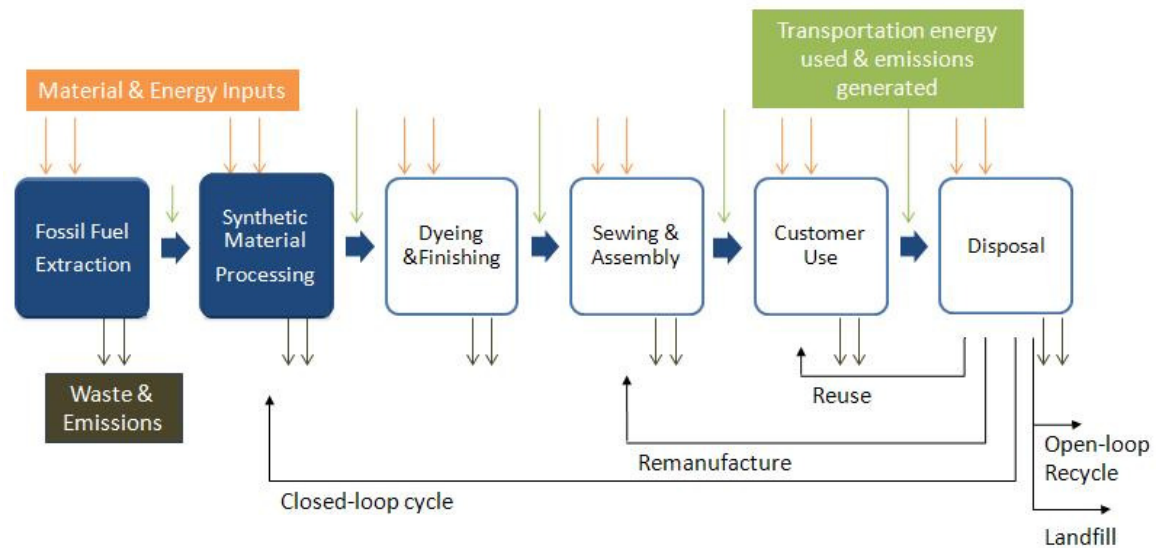 Transportation energy
used & emissions
generated
Material & Energy Inputs
Fossil Fuel
Extraction
Synthetic
Material
Processing
Dyeing
&Finishing
Sewing &
Assembly
Customer
Use
Disposal
Waste &
Emissions
Reuse
Remanufacture
Closed-loop cycle
Open-loop
Recycle
Landfill